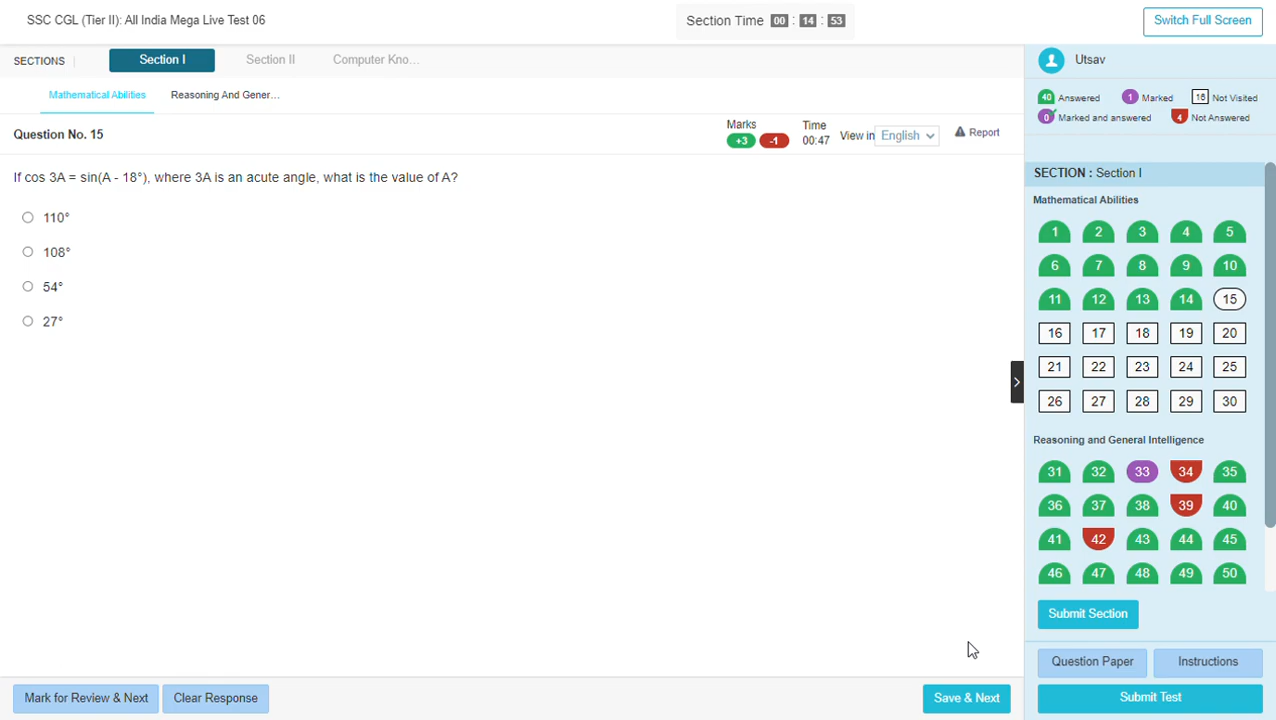 SSC CGL (Tier II): All India Mega Live Test 06
Section Time 00 : 14 : 53
Switch Full Screen
SECTIONS
Section I
Section II
Computer Kno...
Mathematical Abilities
Reasoning And Gener...
Question No. 15
Marks
+3 -1
Time
00:47
View in English
Report
If cos 3A = sin(A - 18°), where 3A is an acute angle, what is the value of A?
110°
108°
54°
27°
Mark for Review & Next
Clear Response
Save & Next
Utsav
40 Answered
1 Marked
16 Not Visited
0 Marked and answered
4 Not Answered
SECTION : Section I
Mathematical Abilities
1 2 3 4 5
6 7 8 9 10
11 12 13 14 15
16 17 18 19 20
21 22 23 24 25
26 27 28 29 30
Reasoning and General Intelligence
31 32 33 34 35
36 37 38 39 40
41 42 43 44 45
46 47 48 49 50
Submit Section
Question Paper
Instructions
Submit Test